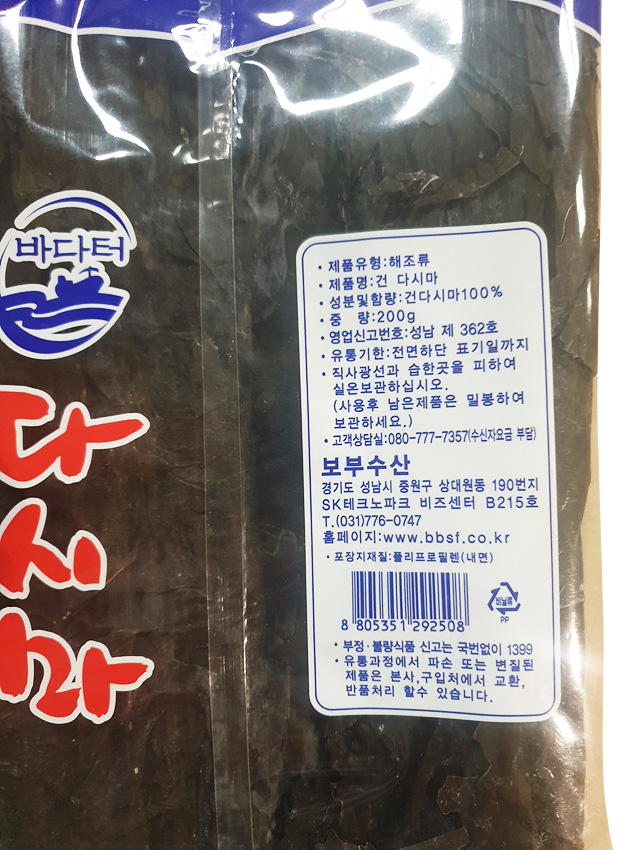 바다터
다
시
마
• 제품유형:해조류
• 제품명:건 다시마
• 성분및함량:건다시마100%
• 중 량:200g
• 영업신고번호:성남 제 362호
• 유통기한:전면하단 표기일까지
• 직사광선과 습한곳을 피하여
실온보관하십시오.
(사용후 남은제품은 밀봉하여
보관하세요.)
• 고객상담실:080-777-7357(수신자요금 부담)
보부수산
경기도 성남시 중원구 상대원동 190번지
SK테크노파크 비즈센터 B215호
T.(031)776-0747
홈페이지:www.bbsf.co.kr
• 포장지재질:폴리프로필렌(내면)
8 805351 292508
비닐류
PP
• 부정·불량식품 신고는 국번없이 1399
• 유통과정에서 파손 또는 변질된
제품은 본사,구입처에서 교환,
반품처리 할수 있습니다.